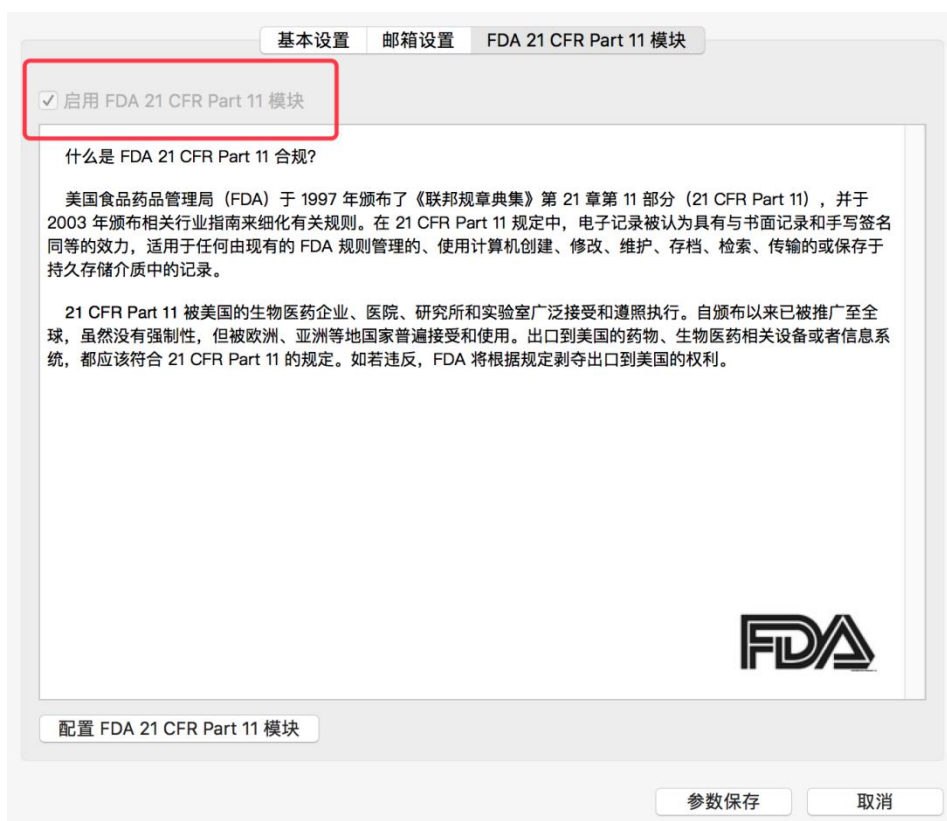 基本设置 邮箱设置 FDA 21 CFR Part 11 模块
启用 FDA 21 CFR Part 11 模块
什么是 FDA 21 CFR Part 11 合规?
美国食品药品管理局（FDA）于 1997 年颁布了《联邦规章典集》第 21 章第 11 部分（21 CFR Part 11），并于
2003 年颁布相关行业指南来细化有关规则。在 21 CFR Part 11 规定中，电子记录被认为具有与书面记录和手写签名
同等的效力，适用于任何由现有的 FDA 规则管理的、使用计算机创建、修改、维护、存档、检索、传输的或保存于
持久存储介质中的记录。
21 CFR Part 11 被美国的生物医药企业、医院、研究所和实验室广泛接受和遵照执行。自颁布以来已被推广至全
球，虽然没有强制性，但被欧洲、亚洲等地国家普遍接受和使用。出口到美国的药物、生物医药相关设备或者信息系
统，都应该符合 21 CFR Part 11 的规定。如若违反，FDA 将根据规定剥夺出口到美国的权利。
FDA
配置 FDA 21 CFR Part 11 模块
参数保存 取消